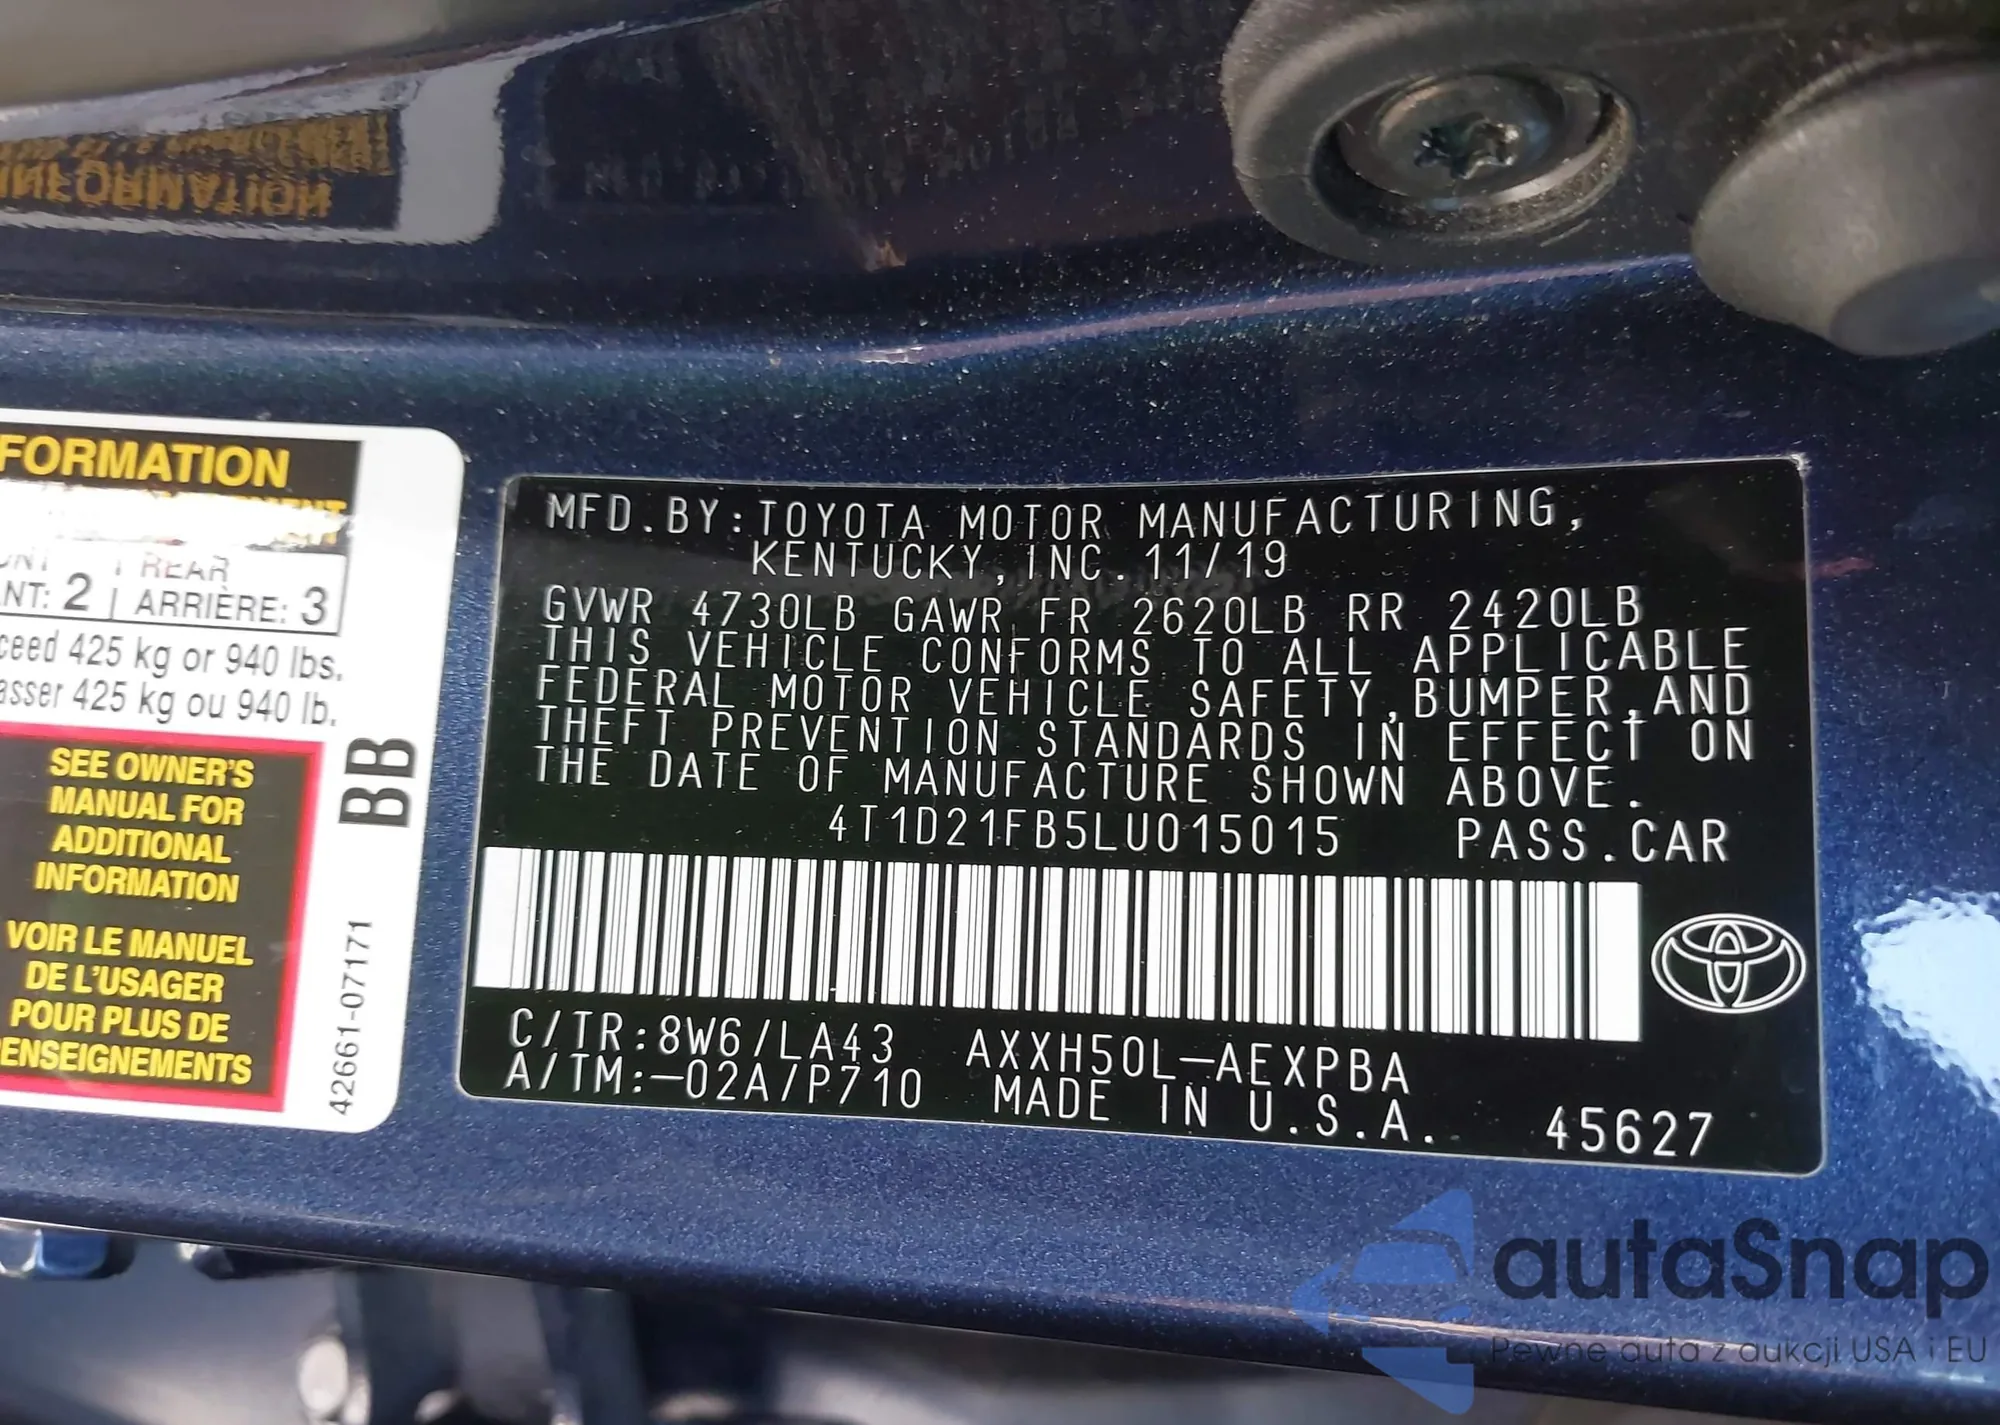 FORMATION
REAR
NT: 2 | ARRIÈRE: 3
ceed 425 kg or 940 lbs.
asser 425 kg ou 940 lb.
SEE OWNER'S
MANUAL FOR
ADDITIONAL
INFORMATION
VOIR LE MANUEL
DE L'USAGER
POUR PLUS DE
ENSEIGNEMENTS
BB
42661-07171
MFD.BY:TOYOTA MOTOR MANUFACTURING,
KENTUCKY,INC. 11/19
GVWR 4730LB GAWR FR 2620LB RR 2420LB
THIS VEHICLE CONFORMS TO ALL APPLICABLE
FEDERAL MOTOR VEHICLE SAFETY,BUMPER,AND
THEFT PREVENTION STANDARDS IN EFFECT ON
THE DATE OF MANUFACTURE SHOWN ABOVE.
4T1D21FB5LU015015 PASS.CAR
C/TR:8W6/LA43 AXXH50L-AEXPBA
A/TM:-02A/P710 MADE IN U.S.A. 45627
autaSnap
Pewne auta z aukcji USA i EU